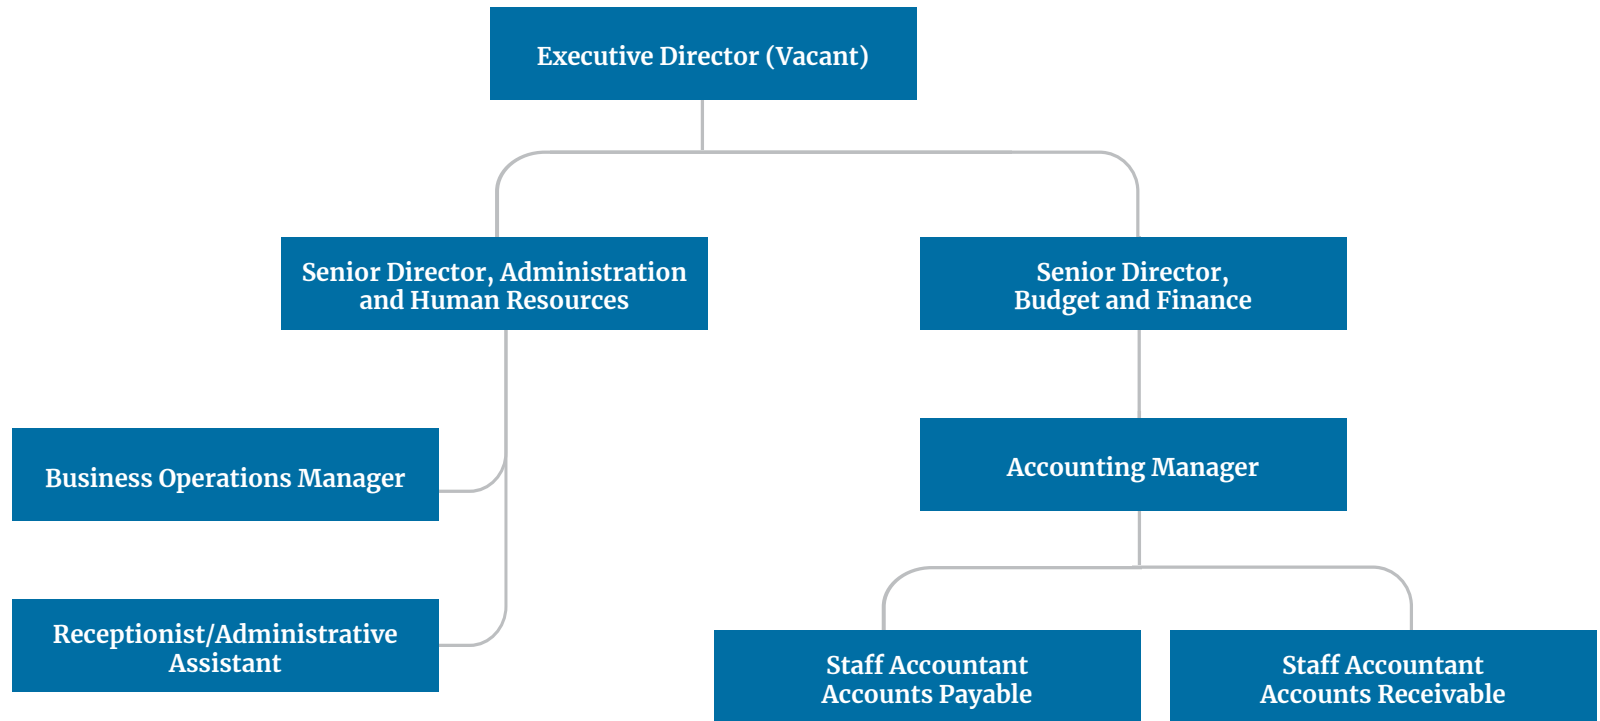 Executive Director (Vacant)
Senior Director, Administration
and Human Resources
Senior Director,
Budget and Finance
Business Operations Manager
Accounting Manager
Receptionist/Administrative
Assistant
Staff Accountant
Accounts Payable
Staff Accountant
Accounts Receivable